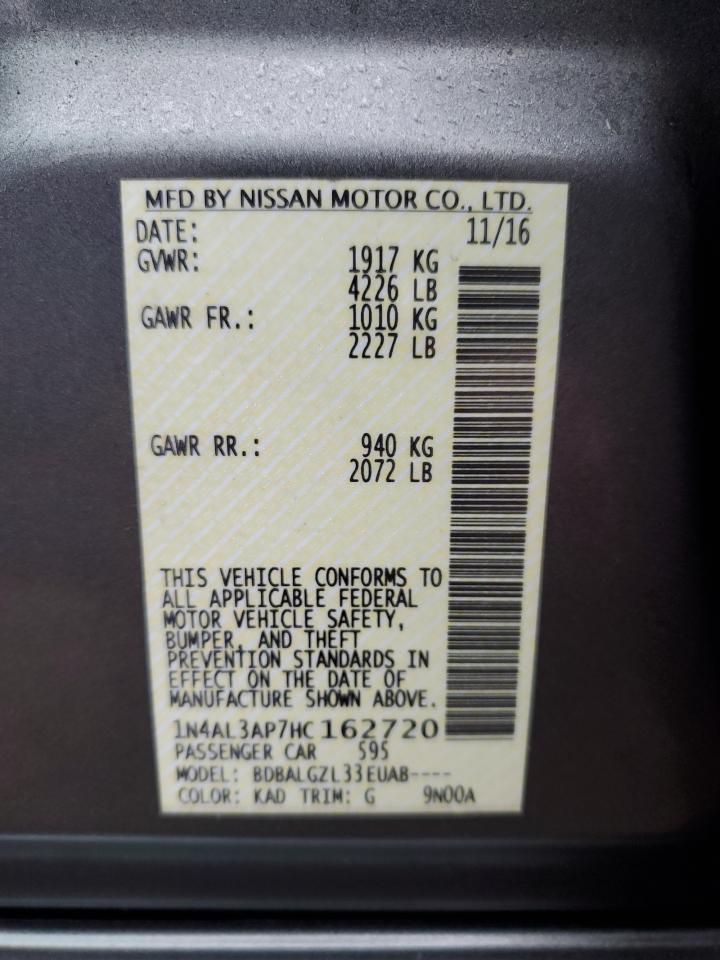 MFD BY NISSAN MOTOR CO., LTD.
DATE: 11/16
GVWR: 1917 KG
4226 LB
GAWR FR.: 1010 KG
2227 LB
GAWR RR.: 940 KG
2072 LB
THIS VEHICLE CONFORMS TO
ALL APPLICABLE FEDERAL
MOTOR VEHICLE SAFETY,
BUMPER, AND THEFT
PREVENTION STANDARDS IN
EFFECT ON THE DATE OF
MANUFACTURE SHOWN ABOVE.
1N4AL3AP7HC162720
PASSENGER CAR 595
MODEL: BDBALGZL33EUAB----
COLOR: KAD TRIM: G 9N00A